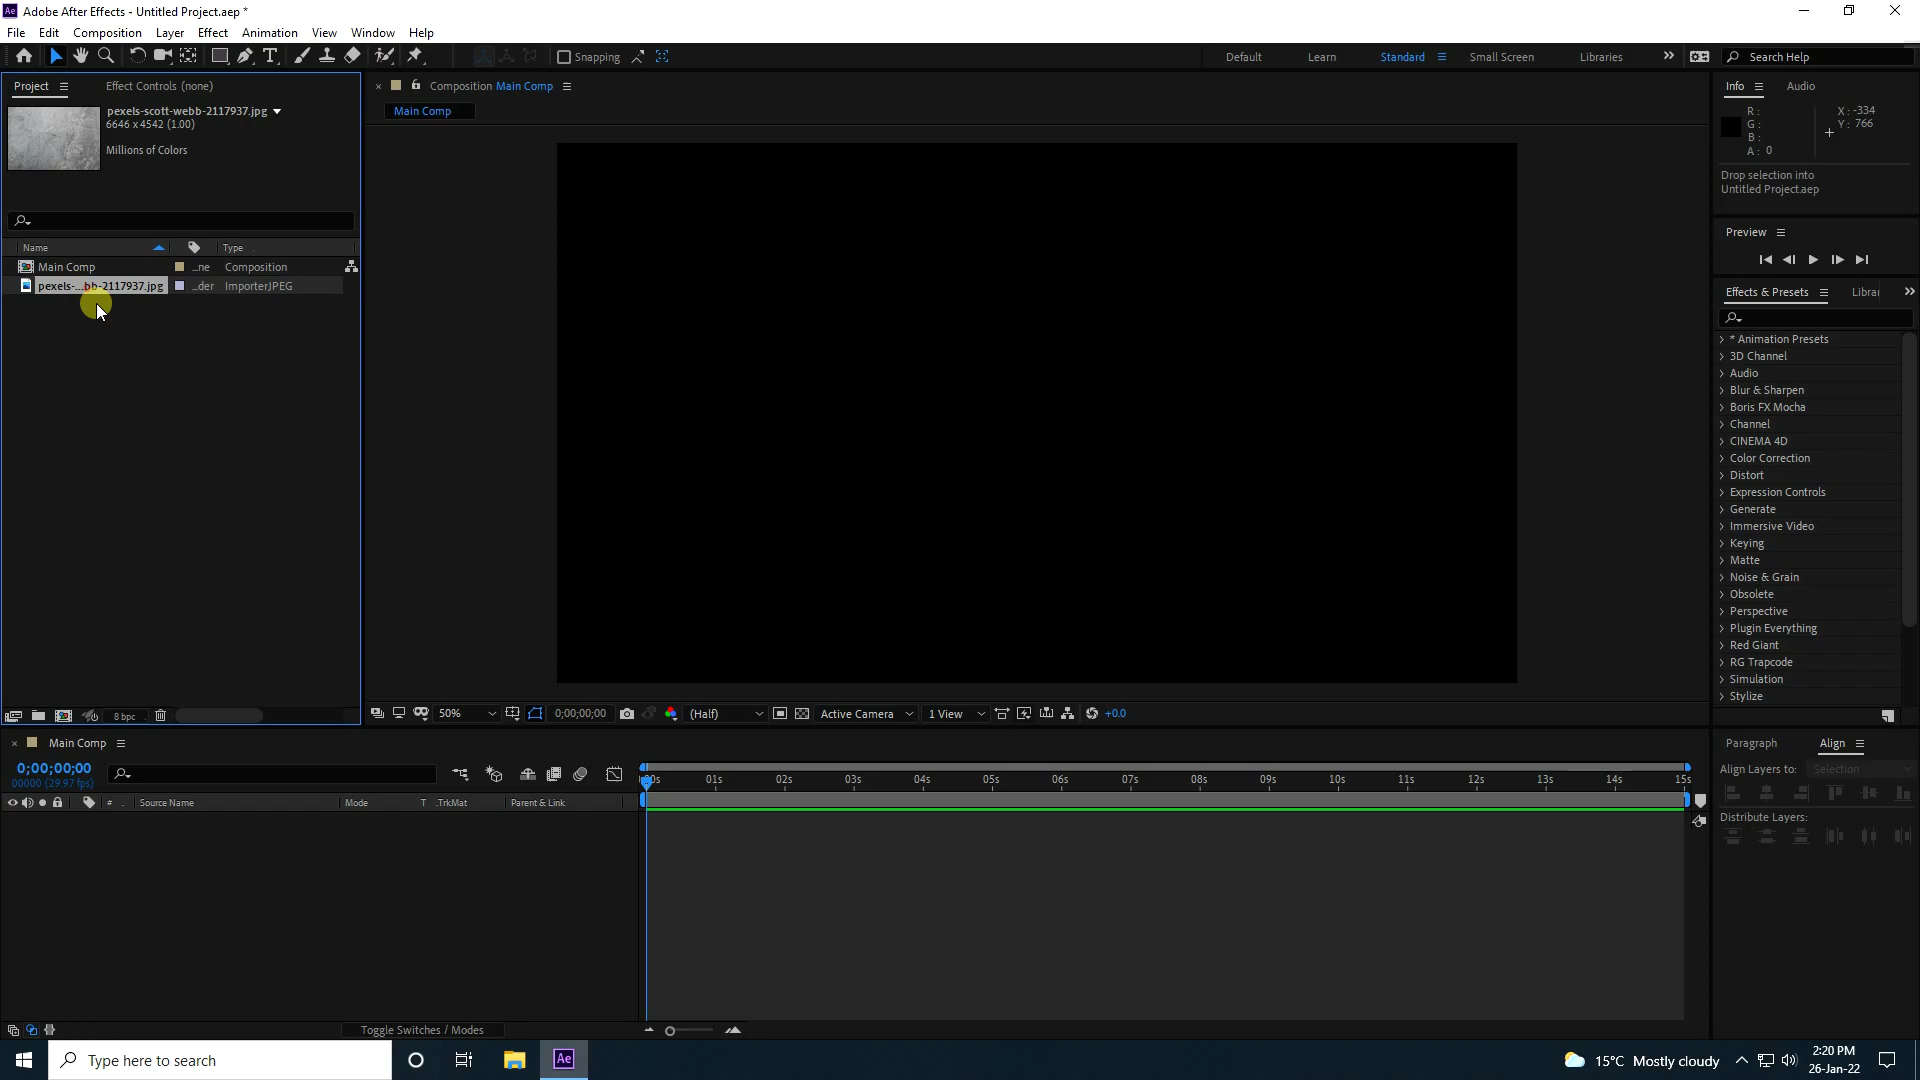 Adobe After Effects - Untitled Project.aep *
File Edit Composition Layer Effect Animation View Window Help
Snapping
Default Learn Standard Small Screen Libraries
Search Help
Project
Effect Controls (none)
pexels-scott-webb-2117937.jpg
6646 x 4542 (1.00)
Millions of Colors
Name Type
Main Comp ...ne Composition
pexels-...bb-2117937.jpg ...der ImporterJPEG
8 bpc
Composition Main Comp
Main Comp
50%
0;00;00;00
(Half)
Active Camera
1 View
+0.0
Info Audio
R:
G:
B:
A: 0
X: -334
Y: 766
Drop selection into
Untitled Project.aep
Preview
Effects & Presets
* Animation Presets
3D Channel
Audio
Blur & Sharpen
Boris FX Mocha
Channel
CINEMA 4D
Color Correction
Distort
Expression Controls
Generate
Immersive Video
Keying
Matte
Noise & Grain
Obsolete
Perspective
Plugin Everything
Red Giant
RG Trapcode
Simulation
Stylize
Main Comp
0;00;00;00
00000 (29.97 fps)
# Source Name Mode T .TrkMat Parent & Link
01s 02s 03s 04s 05s 06s 07s 08s 09s 10s 11s 12s 13s 14s 15s
Toggle Switches / Modes
Paragraph Align
Align Layers to: Selection
Distribute Layers:
Type here to search
Ae
15°C Mostly cloudy
2:20 PM
26-Jan-22